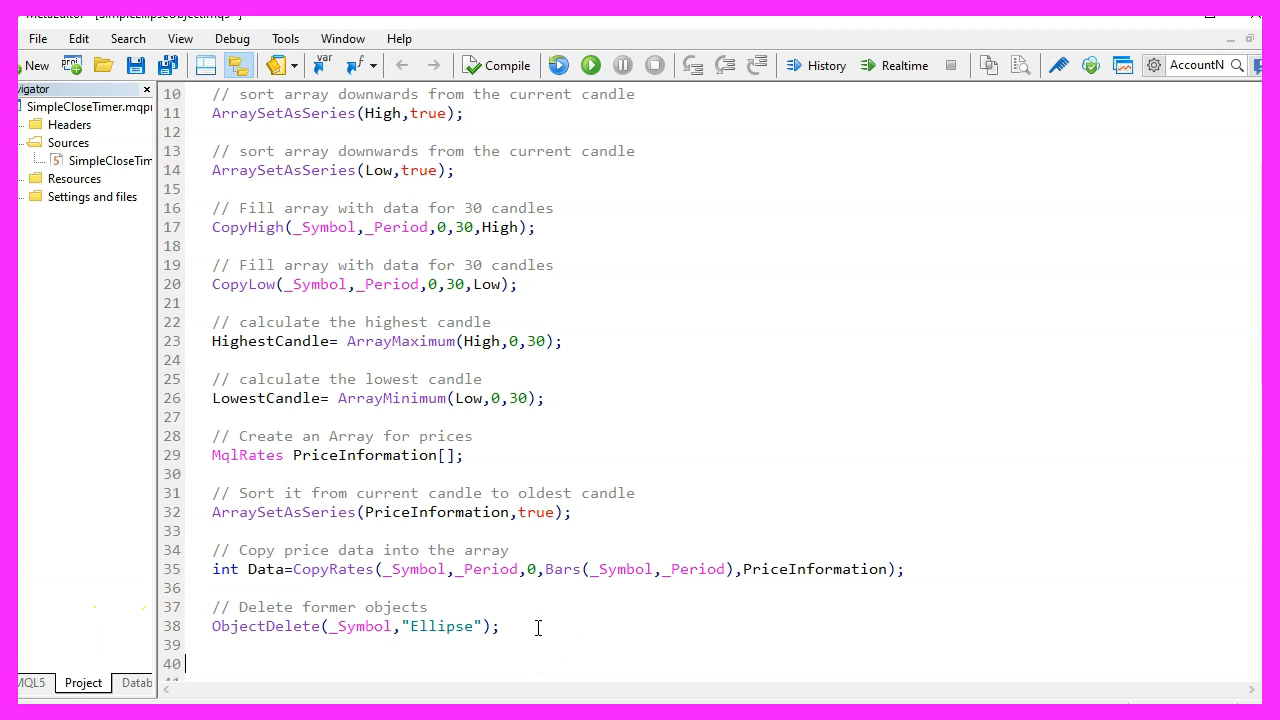 MetaEditor - [SimpleEllipseObject.mq5 *]
File Edit Search View Debug Tools Window Help
New var Compile History Realtime AccountN
vigator
SimpleCloseTimer.mqpr
Headers
Sources
SimpleCloseTim
Resources
Settings and files
10 // sort array downwards from the current candle
11 ArraySetAsSeries(High,true);
12
13 // sort array downwards from the current candle
14 ArraySetAsSeries(Low,true);
15
16 // Fill array with data for 30 candles
17 CopyHigh(_Symbol,_Period,0,30,High);
18
19 // Fill array with data for 30 candles
20 CopyLow(_Symbol,_Period,0,30,Low);
21
22 // calculate the highest candle
23 HighestCandle= ArrayMaximum(High,0,30);
24
25 // calculate the lowest candle
26 LowestCandle= ArrayMinimum(Low,0,30);
27
28 // Create an Array for prices
29 MqlRates PriceInformation[];
30
31 // Sort it from current candle to oldest candle
32 ArraySetAsSeries(PriceInformation,true);
33
34 // Copy price data into the array
35 int Data=CopyRates(_Symbol,_Period,0,Bars(_Symbol,_Period),PriceInformation);
36
37 // Delete former objects
38 ObjectDelete(_Symbol,"Ellipse");
39
40
MQL5 Project Datab